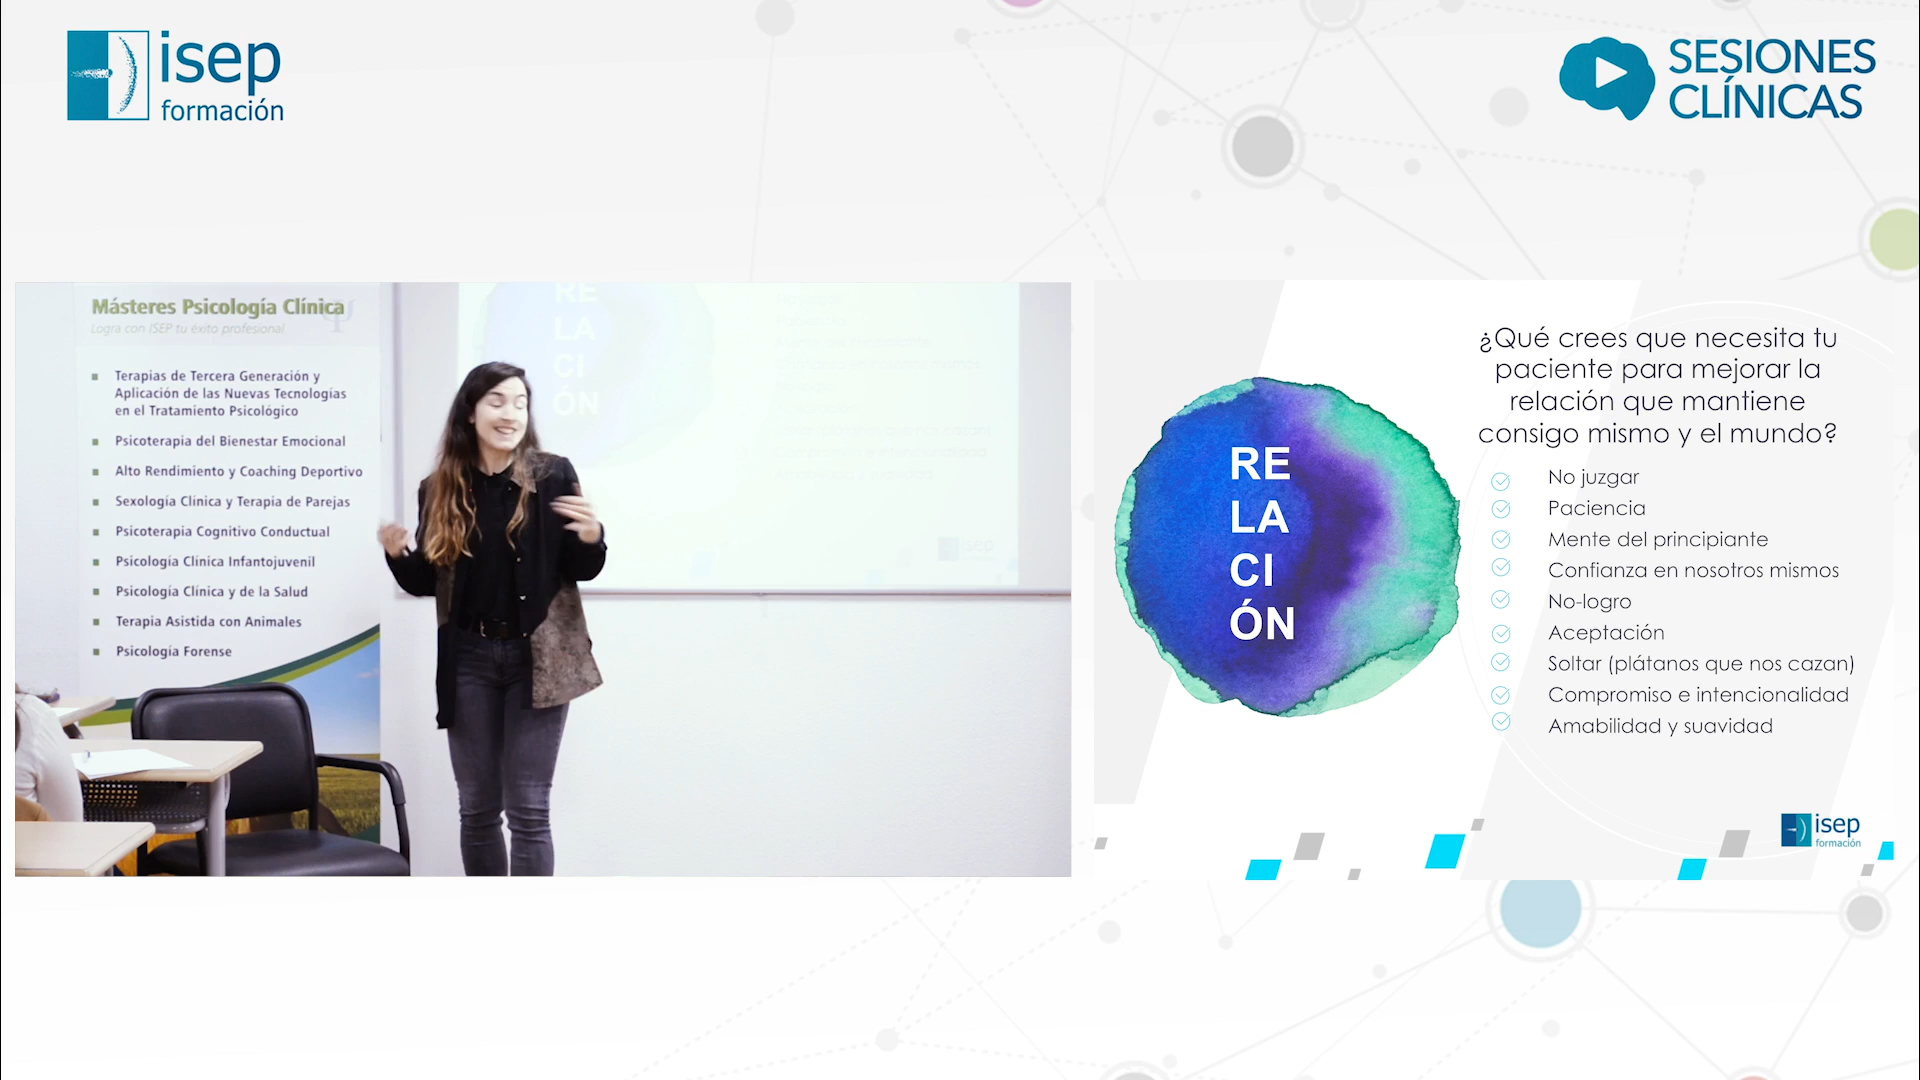 isep
formación
SESIONES
CLÍNICAS
Másteres Psicología Clínica
Logra con ISEP tu éxito profesional
Terapias de Tercera Generación y
Aplicación de las Nuevas Tecnologías
en el Tratamiento Psicológico
Psicoterapia del Bienestar Emocional
Alto Rendimiento y Coaching Deportivo
Sexología Clínica y Terapia de Parejas
Psicoterapia Cognitivo Conductual
Psicología Clínica Infantojuvenil
Psicología Clínica y de la Salud
Terapia Asistida con Animales
Psicología Forense
RE
LA
CI
ÓN
isep
¿Qué crees que necesita tu
paciente para mejorar la
relación que mantiene
consigo mismo y el mundo?
RE
LA
CI
ÓN
No juzgar
Paciencia
Mente del principiante
Confianza en nosotros mismos
No-logro
Aceptación
Soltar (plátanos que nos cazan)
Compromiso e intencionalidad
Amabilidad y suavidad
isep
formación